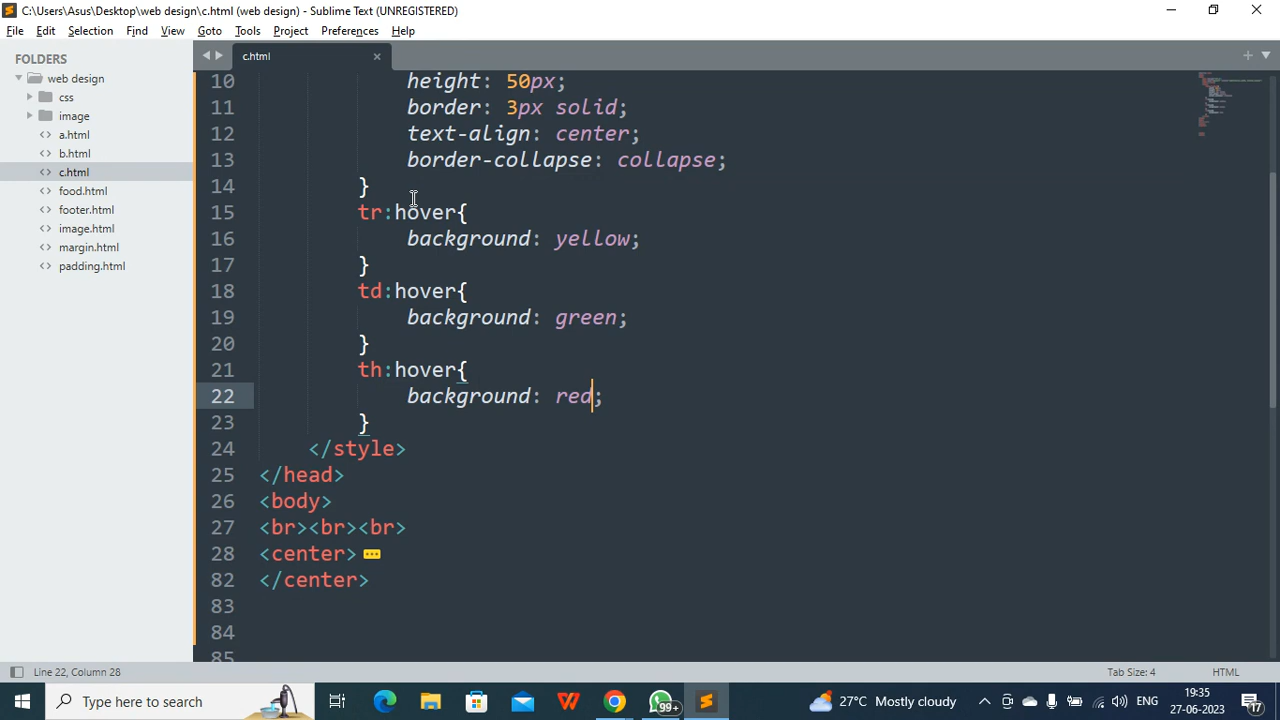 C:\Users\Asus\Desktop\web design\c.html (web design) - Sublime Text (UNREGISTERED)
File Edit Selection Find View Goto Tools Project Preferences Help
FOLDERS
web design
css
image
a.html
b.html
c.html
food.html
footer.html
image.html
margin.html
padding.html
c.html
10 height: 50px;
11 border: 3px solid;
12 text-align: center;
13 border-collapse: collapse;
14 }
15 tr:hover{
16 background: yellow;
17 }
18 td:hover{
19 background: green;
20 }
21 th:hover{
22 background: red;
23 }
24 </style>
25 </head>
26 <body>
27 <br><br><br>
28 <center>
82 </center>
83
84
85
Line 22, Column 28
Tab Size: 4
HTML
Type here to search
99+
27°C Mostly cloudy
ENG
19:35
27-06-2023
17